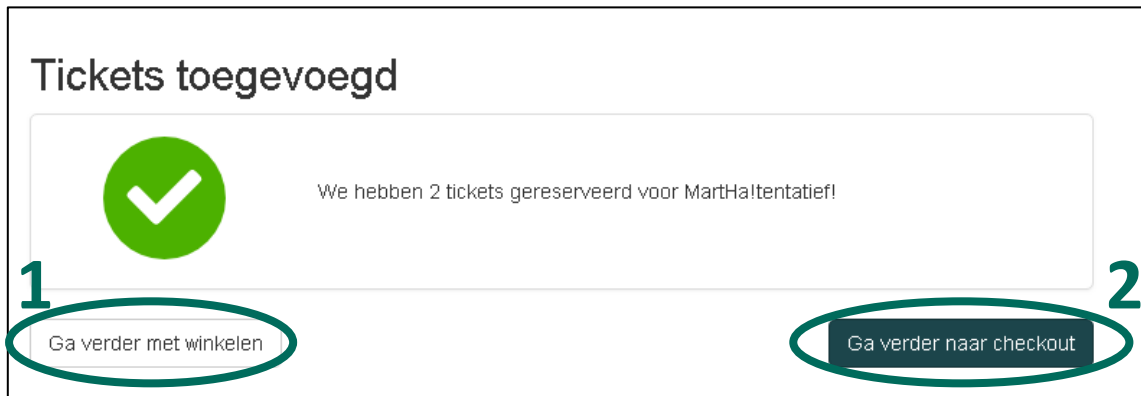 Tickets toegevoegd
We hebben 2 tickets gereserveerd voor MartHa!tentatief!
1
2
Ga verder met winkelen
Ga verder naar checkout